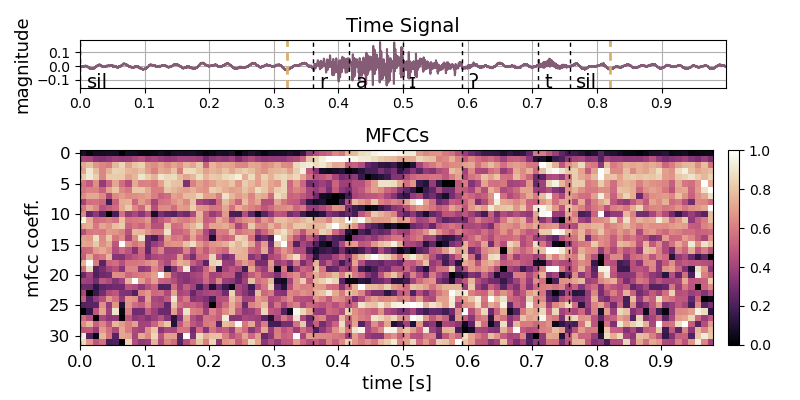 Time Signal
magnitude
0.1
0.0
−0.1
sil r a ɪ ʔ t sil
0.0 0.1 0.2 0.3 0.4 0.5 0.6 0.7 0.8 0.9
MFCCs
mfcc coeff.
0
5
10
15
20
25
30
0.0 0.1 0.2 0.3 0.4 0.5 0.6 0.7 0.8 0.9
time [s]
1.0
0.8
0.6
0.4
0.2
0.0